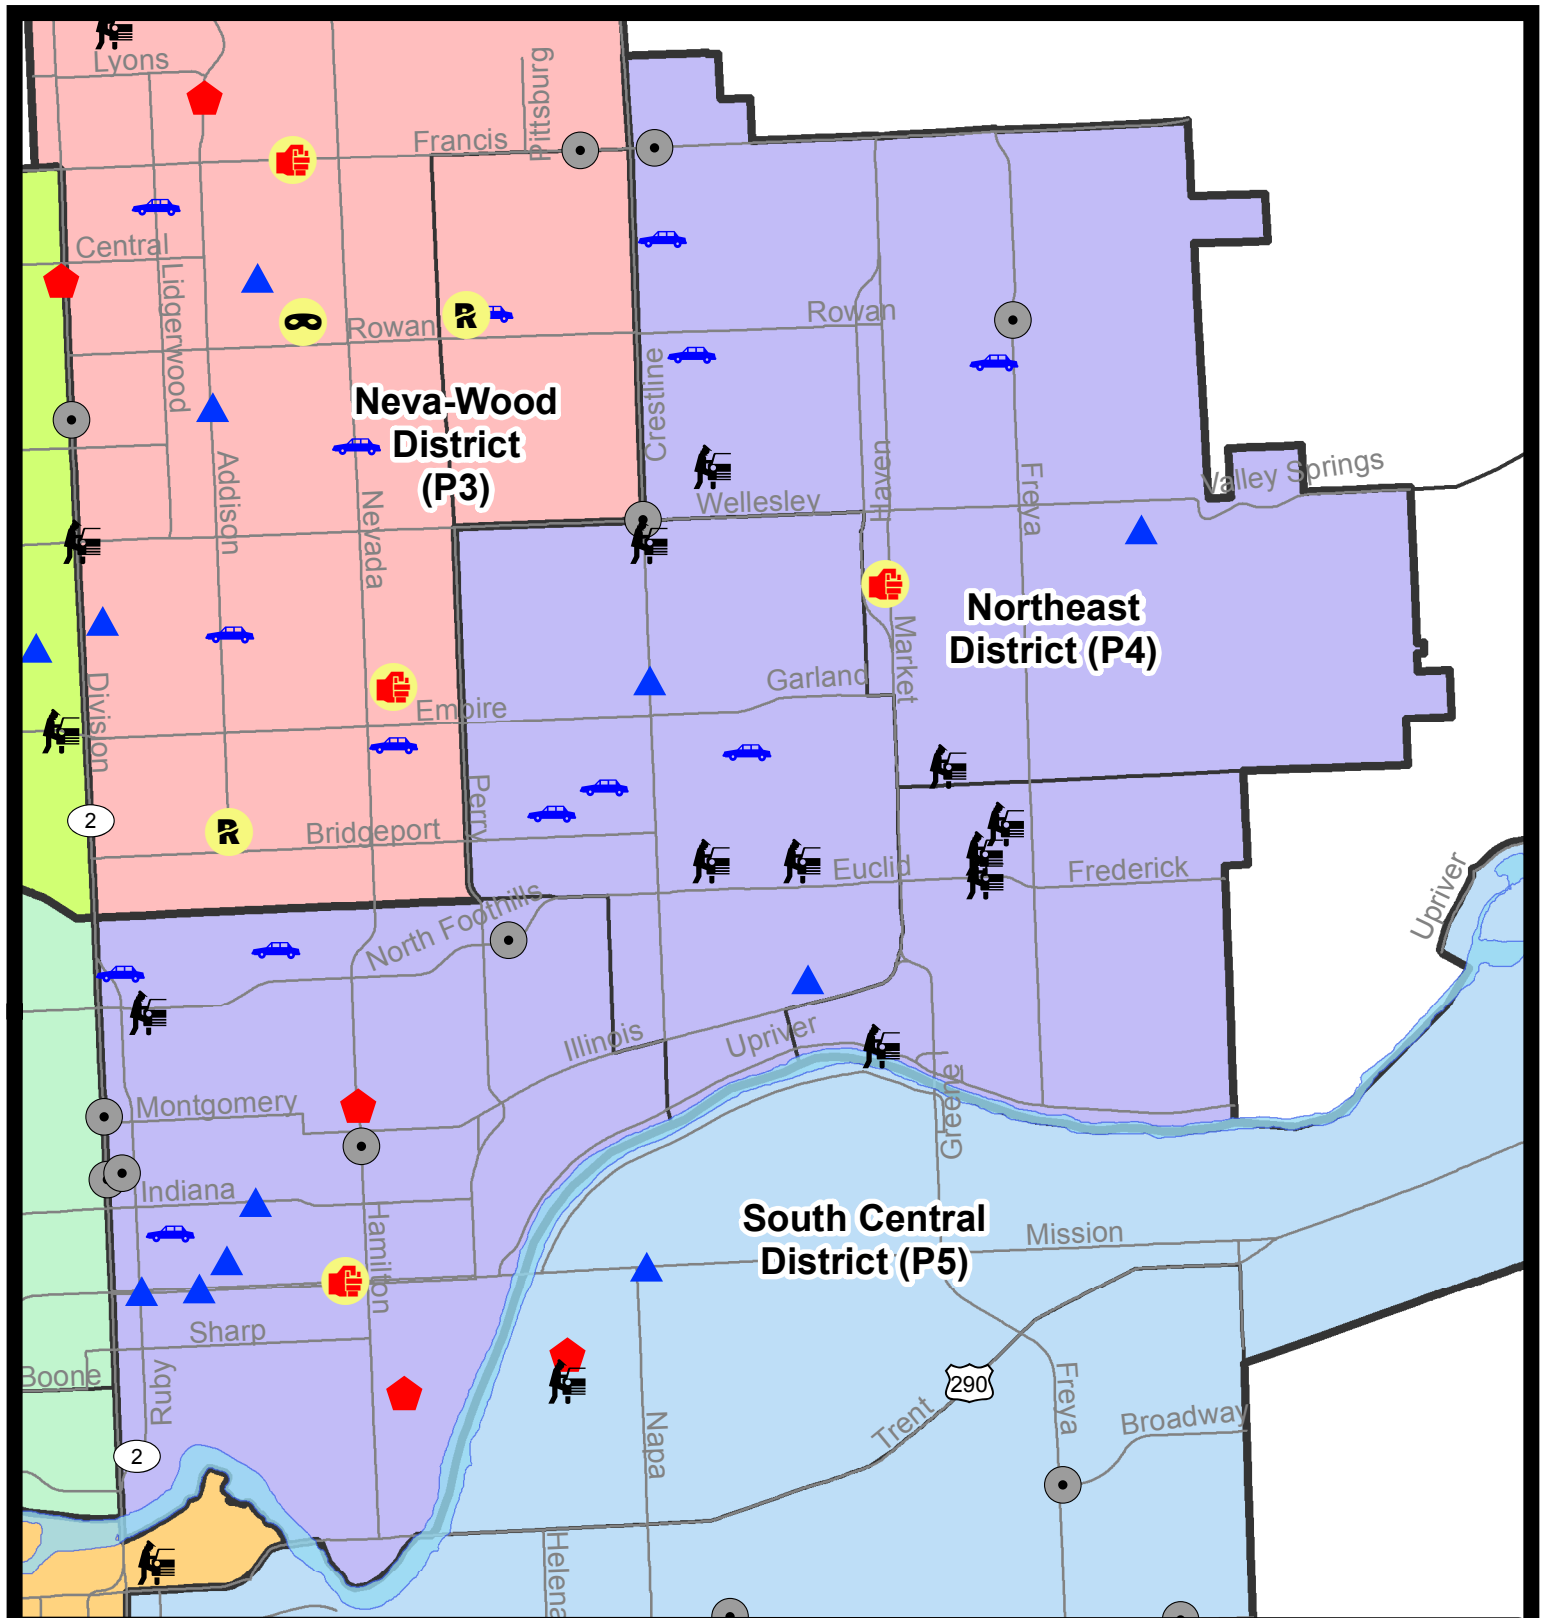 Lyons
Pittsburg
Francis
Central
Lidgerwood
R
Rowan
Rowan
Crestline
Neva-Wood
District
(P3)
Addison
Nevada
Haven
Freya
Valley Springs
Wellesley
Northeast
District (P4)
Market
Garland
Division
Empire
Perry
2
R
Bridgeport
Euclid
Frederick
Upriver
North Foothills
Illinois
Upriver
Greene
Montgomery
Indiana
Hamilton
South Central
District (P5)
Mission
Sharp
Boone
Ruby
290
Freya
Trent
Broadway
Napa
2
Helena